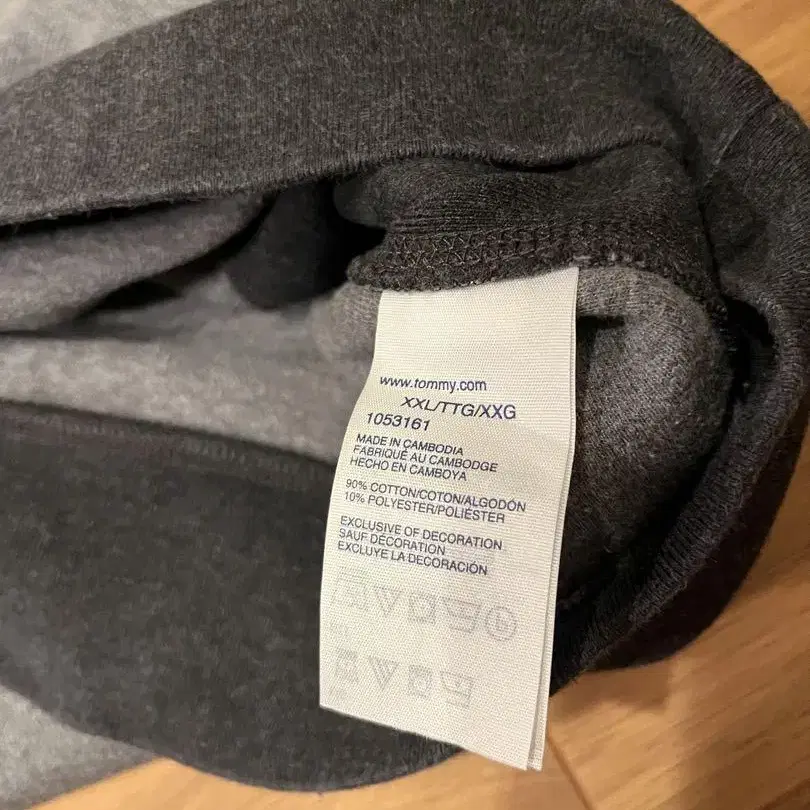 www.tommy.com
XXL/TTG/XXG
1053161
MADE IN CAMBODIA
FABRIQUÉ AU CAMBODGE
HECHO EN CAMBOYA
90% COTTON/COTON/ALGODÓN
10% POLYESTER/POLIÉSTER
EXCLUSIVE OF DECORATION
SAUF DÉCORATION
EXCLUYE LA DECORACIÓN